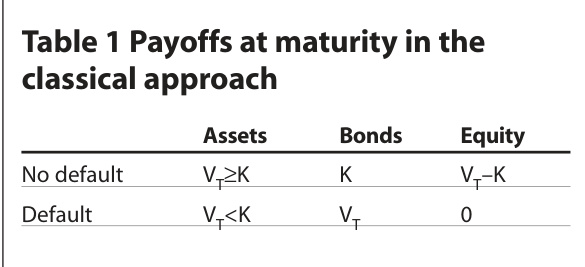 Table 1 Payoffs at maturity in the
classical approach
Assets Bonds Equity
No default V_T≥K K V_T–K
Default V_T<K V_T 0